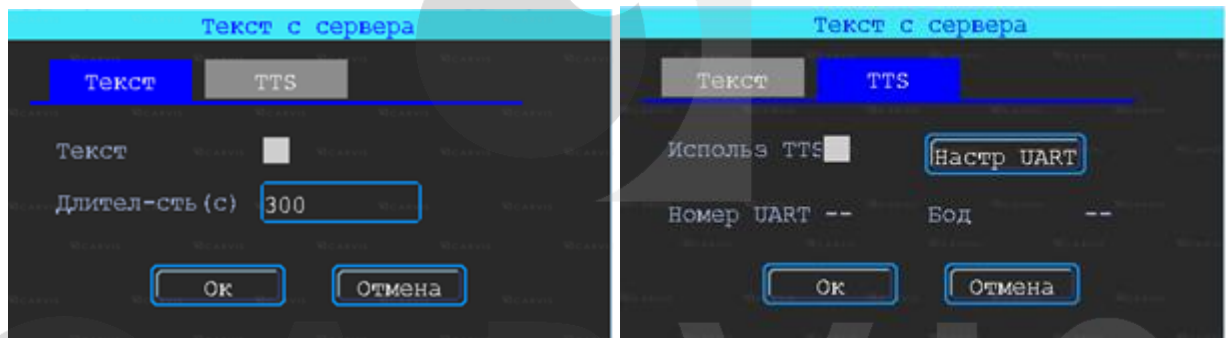 Текст с сервера
Текст TTS
Текст
Длител-сть(с) 300
Ок Отмена
Текст с сервера
Текст TTS
Использ TTS Настр UART
Номер UART -- Бод --
Ок Отмена